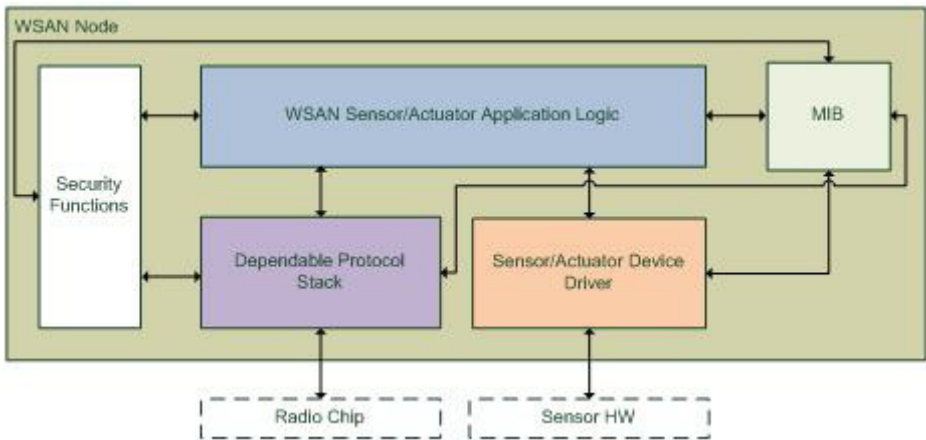 WSAN Node
WSAN Sensor/Actuator Application Logic
MIB
Security
Functions
Dependable Protocol
Stack
Sensor/Actuator Device
Driver
Radio Chip
Sensor HW